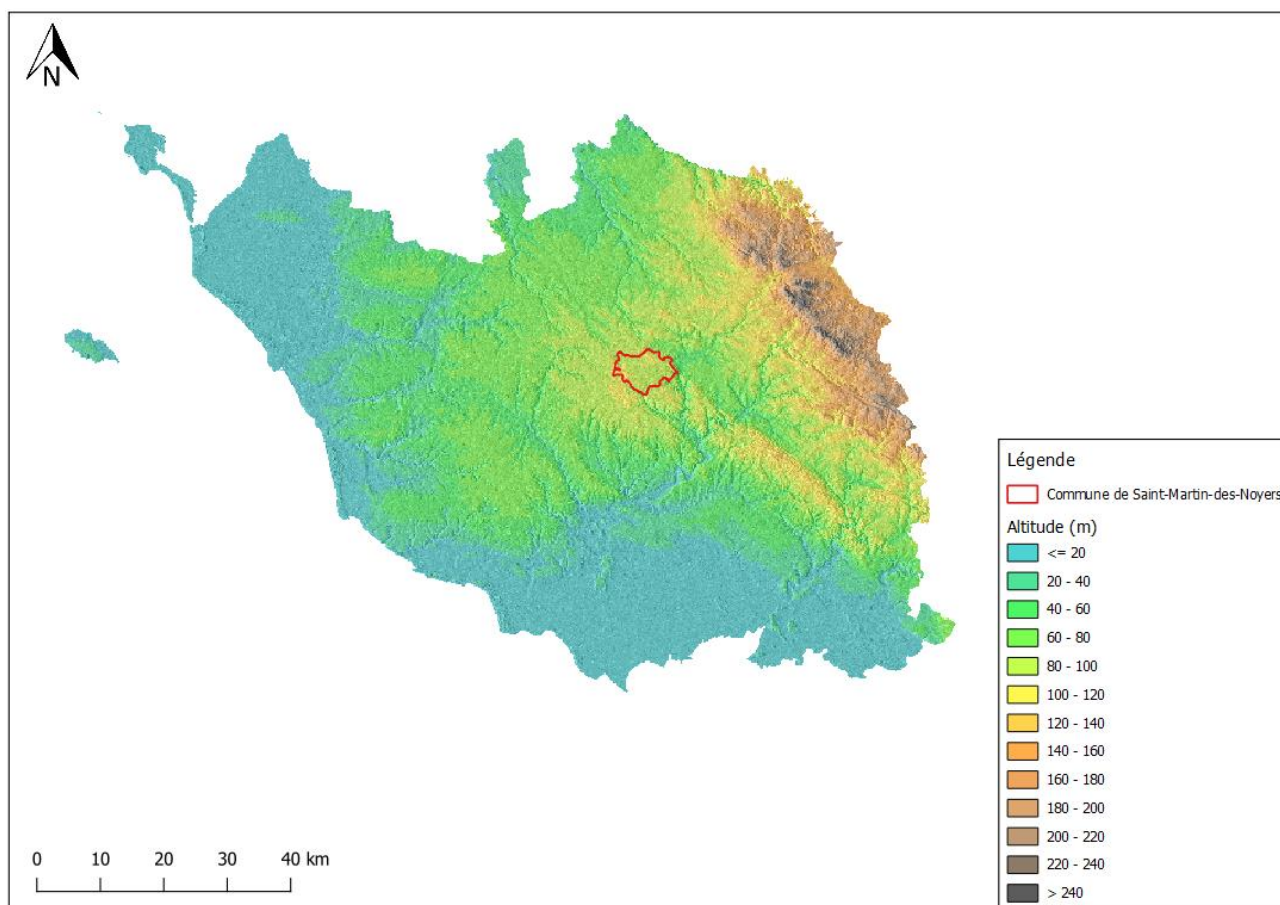 N
Légende
Commune de Saint-Martin-des-Noyers
Altitude (m)
<= 20
20 - 40
40 - 60
60 - 80
80 - 100
100 - 120
120 - 140
140 - 160
160 - 180
180 - 200
200 - 220
220 - 240
> 240
0 10 20 30 40 km